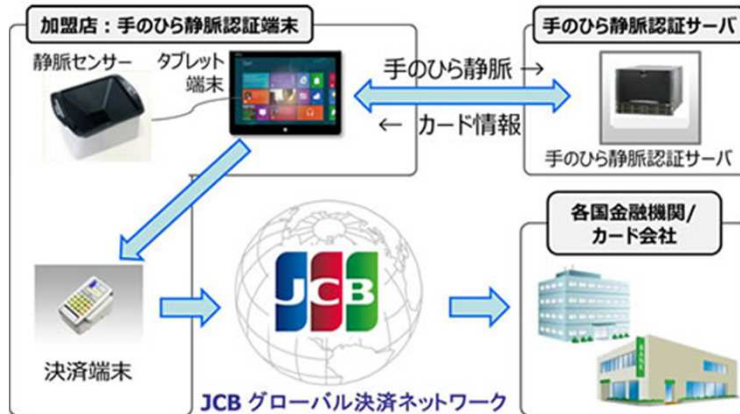 加盟店：手のひら静脈認証端末
手のひら静脈認証サーバ
静脈センサー
タブレット
端末
手のひら静脈 →
← カード情報
手のひら静脈認証サーバ
各国金融機関/
カード会社
JCB
BANK
決済端末
JCB グローバル決済ネットワーク